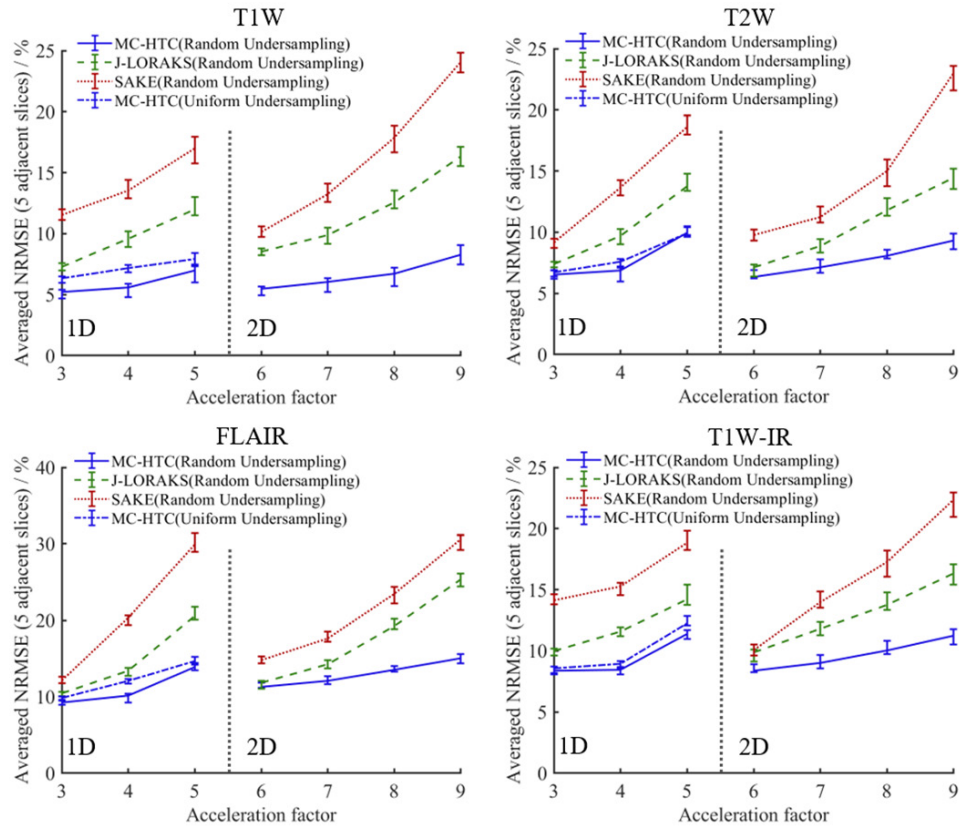 T1W
Averaged NRMSE (5 adjacent slices) / %
25
20
15
10
5
0
MC-HTC(Random Undersampling)
J-LORAKS(Random Undersampling)
SAKE(Random Undersampling)
MC-HTC(Uniform Undersampling)
1D
2D
3 4 5 6 7 8 9
Acceleration factor
T2W
Averaged NRMSE (5 adjacent slices) / %
25
20
15
10
5
0
MC-HTC(Random Undersampling)
J-LORAKS(Random Undersampling)
SAKE(Random Undersampling)
MC-HTC(Uniform Undersampling)
1D
2D
3 4 5 6 7 8 9
Acceleration factor
FLAIR
Averaged NRMSE (5 adjacent slices) / %
40
30
20
10
0
MC-HTC(Random Undersampling)
J-LORAKS(Random Undersampling)
SAKE(Random Undersampling)
MC-HTC(Uniform Undersampling)
1D
2D
3 4 5 6 7 8 9
Acceleration factor
T1W-IR
Averaged NRMSE (5 adjacent slices) / %
25
20
15
10
5
0
MC-HTC(Random Undersampling)
J-LORAKS(Random Undersampling)
SAKE(Random Undersampling)
MC-HTC(Uniform Undersampling)
1D
2D
3 4 5 6 7 8 9
Acceleration factor